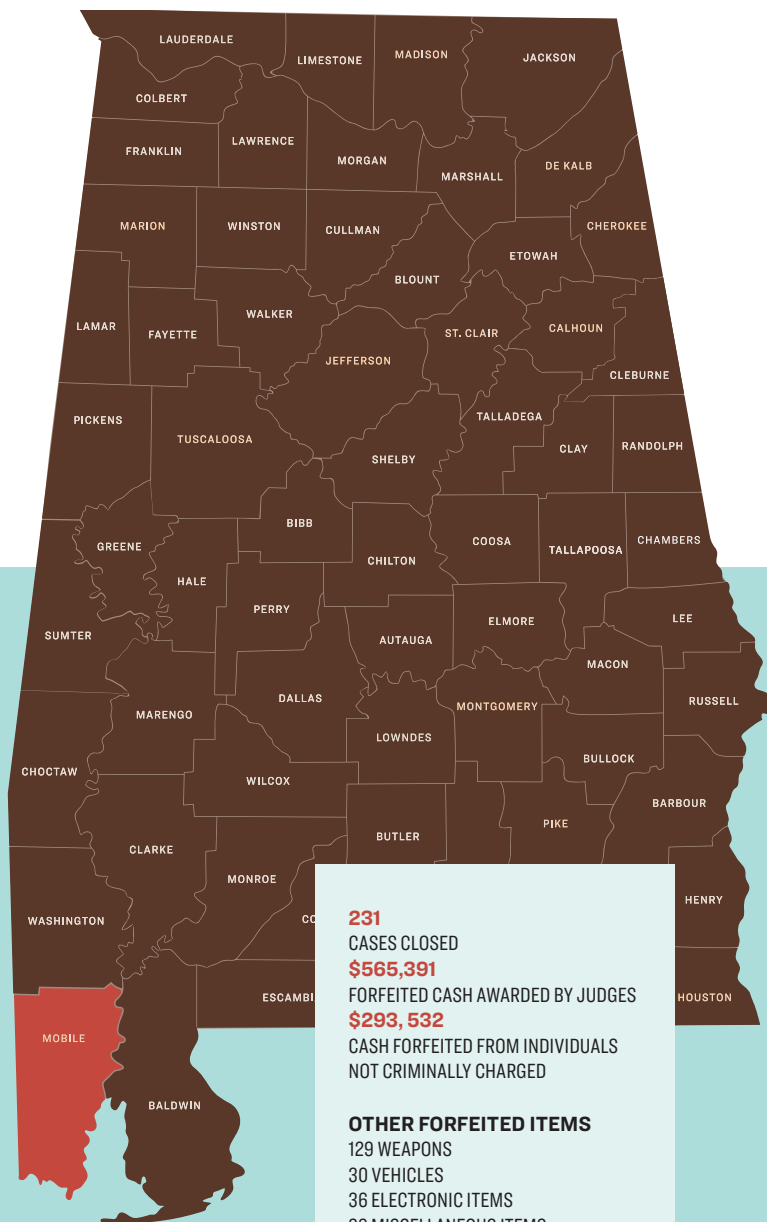 LAUDERDALE
LIMESTONE
MADISON
JACKSON
COLBERT
FRANKLIN
LAWRENCE
MORGAN
MARSHALL
DE KALB
MARION
WINSTON
CULLMAN
CHEROKEE
ETOWAH
BLOUNT
LAMAR
FAYETTE
WALKER
ST. CLAIR
CALHOUN
JEFFERSON
CLEBURNE
PICKENS
TUSCALOOSA
TALLADEGA
SHELBY
CLAY
RANDOLPH
BIBB
GREENE
COOSA
TALLAPOOSA
CHAMBERS
CHILTON
HALE
PERRY
SUMTER
AUTAUGA
ELMORE
LEE
MACON
DALLAS
MARENGO
MONTGOMERY
RUSSELL
LOWNDES
BULLOCK
CHOCTAW
WILCOX
BARBOUR
PIKE
BUTLER
CLARKE
MONROE
HENRY
WASHINGTON
CO
ESCAMBI
HOUSTON
MOBILE
BALDWIN
231
CASES CLOSED
$565,391
FORFEITED CASH AWARDED BY JUDGES
$293, 532
CASH FORFEITED FROM INDIVIDUALS
NOT CRIMINALLY CHARGED
OTHER FORFEITED ITEMS
129 WEAPONS
30 VEHICLES
36 ELECTRONIC ITEMS
MISCELLANEOUS ITEMS